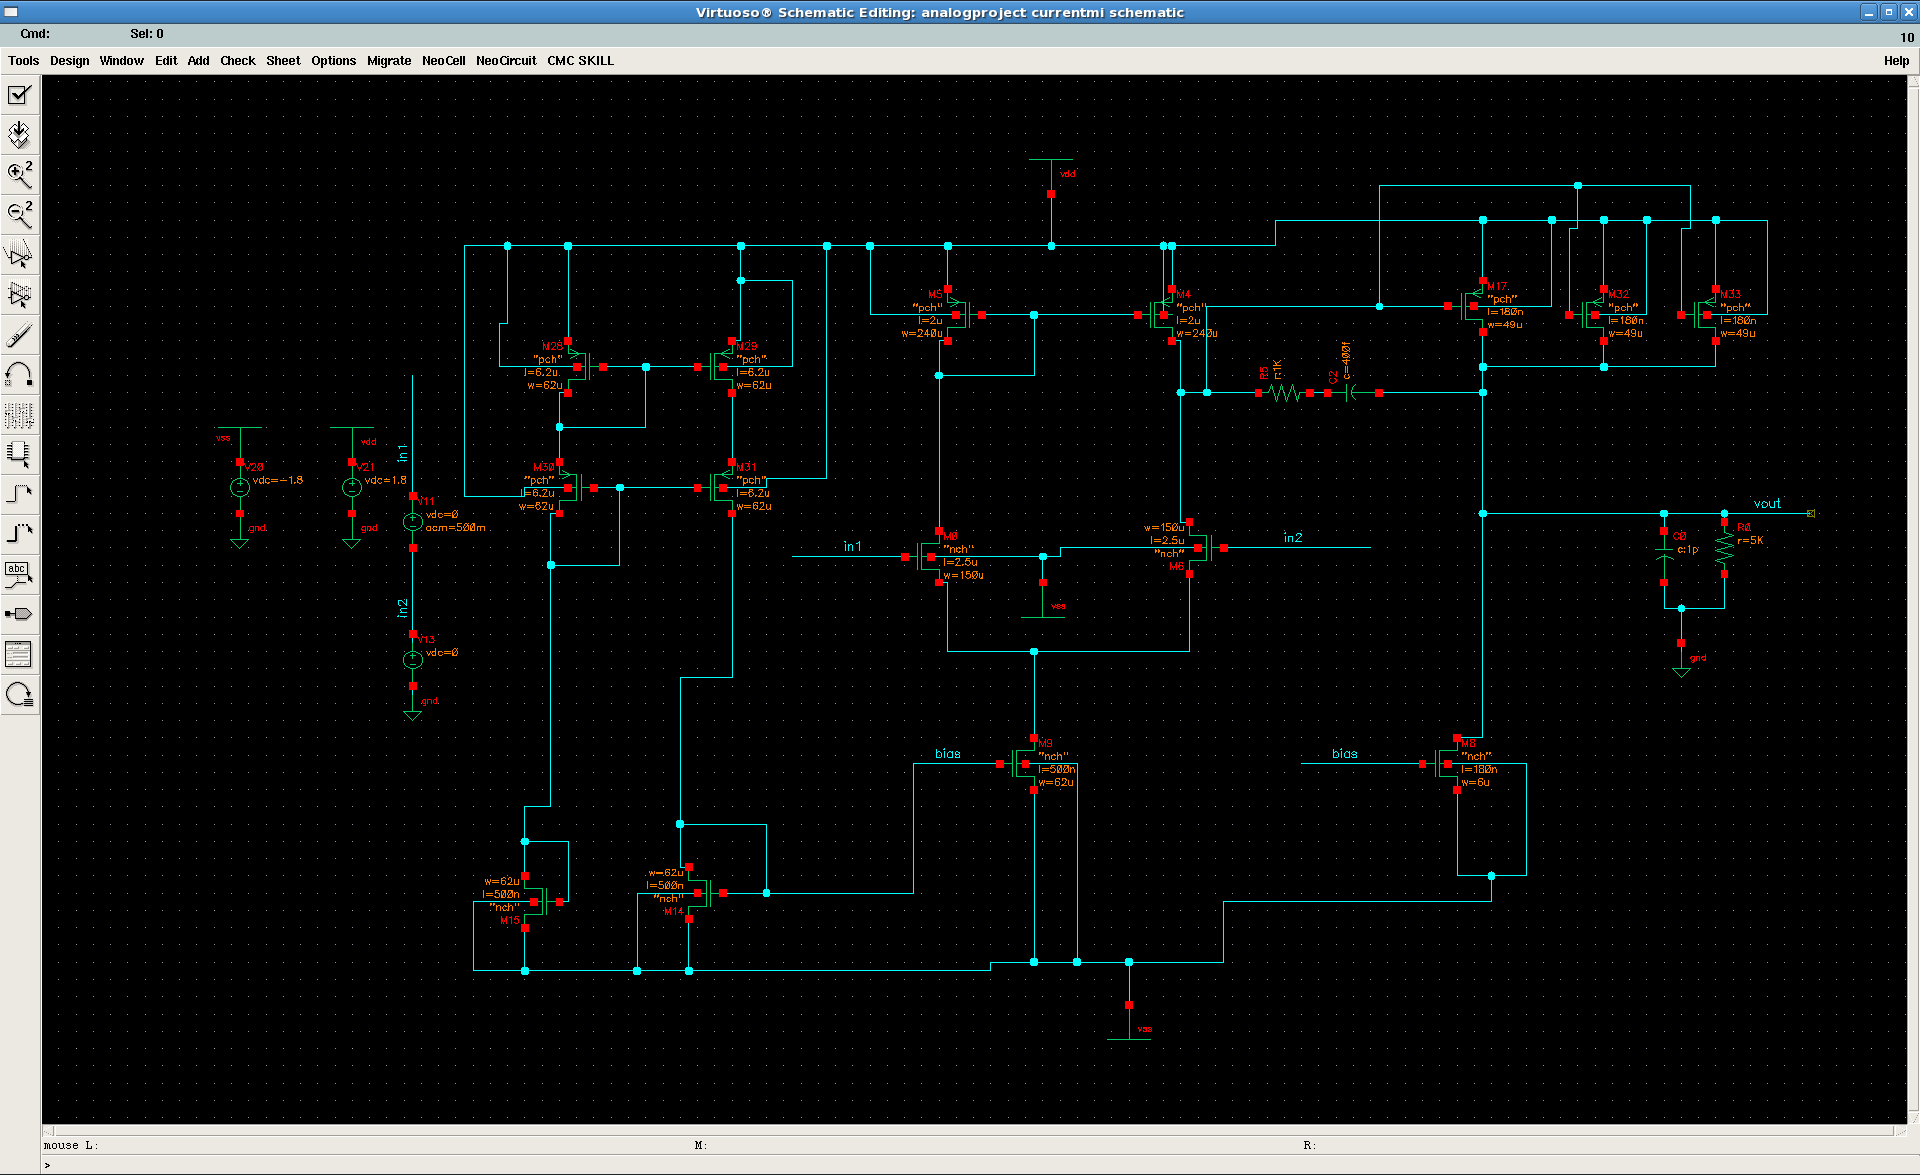 Virtuoso® Schematic Editing: analogproject currentmi schematic
Cmd: Sel: 0
10
Tools Design Window Edit Add Check Sheet Options Migrate NeoCell NeoCircuit CMC SKILL Help
2
2
abc
vdd
M5
"pch"
l=2u
w=240u
M4
"pch"
l=2u
w=240u
M17
"pch"
l=180n
w=49u
M32
"pch"
l=180n
w=49u
M33
"pch"
l=180n
w=49u
M28
"pch"
l=6.2u
w=62u
M29
"pch"
l=6.2u
w=62u
R5
r:1K
C2
c=400f
vss
V20
vdc=-1.8
gnd
vdd
V21
vdc=1.8
gnd
in1
V11
vdc=0
acm=500m
in2
V13
vdc=0
gnd
M30
"pch"
l=6.2u
w=62u
M31
"pch"
l=6.2u
w=62u
in1
M0
"nch"
l=2.5u
w=150u
vss
w=150u
l=2.5u
"nch"
M6
in2
vout
C0
c:1p
R0
r=5K
gnd
bias
M9
"nch"
l=500n
w=62u
bias
M8
"nch"
l=180n
w=6u
w=62u
l=500n
"nch"
M15
w=62u
l=500n
"nch"
M14
vss
mouse L: M: R:
>